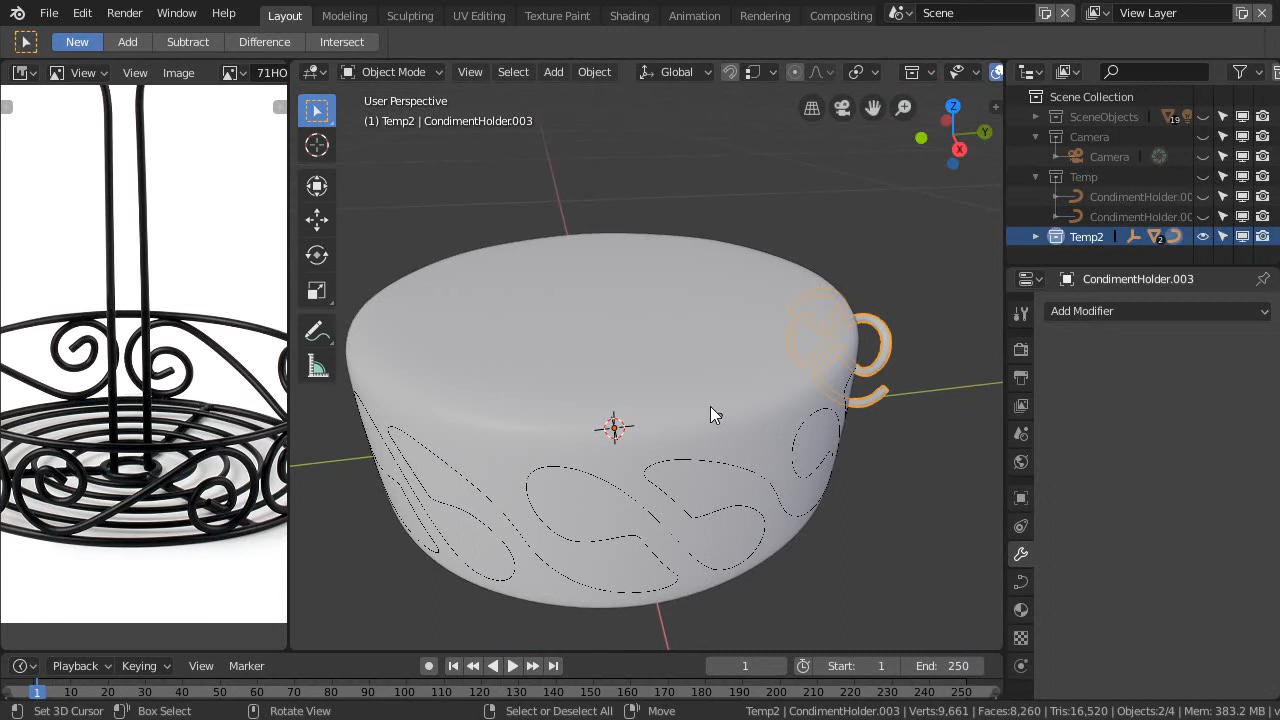 File Edit Render Window Help Layout Modeling Sculpting UV Editing Texture Paint Shading Animation Rendering Compositing Scene View Layer
New Add Subtract Difference Intersect
View View Image 71HO Object Mode View Select Add Object Global
User Perspective
(1) Temp2 | CondimentHolder.003
Z
Y
X
Scene Collection
SceneObjects 19
Camera
Camera
Temp
CondimentHolder.00
CondimentHolder.00
Temp2 2
CondimentHolder.003
Add Modifier
Playback Keying View Marker 1 Start: 1 End: 250
1 10 20 30 40 50 60 70 80 90 100 110 120 130 140 150 160 170 180 190 200 210 220 230 240 250
Set 3D Cursor Box Select Rotate View Select or Deselect All Move Temp2 | CondimentHolder.003 | Verts:9,661 | Faces:8,260 | Tris:16,520 | Objects:2/4 | Mem: 383.2 MB | v